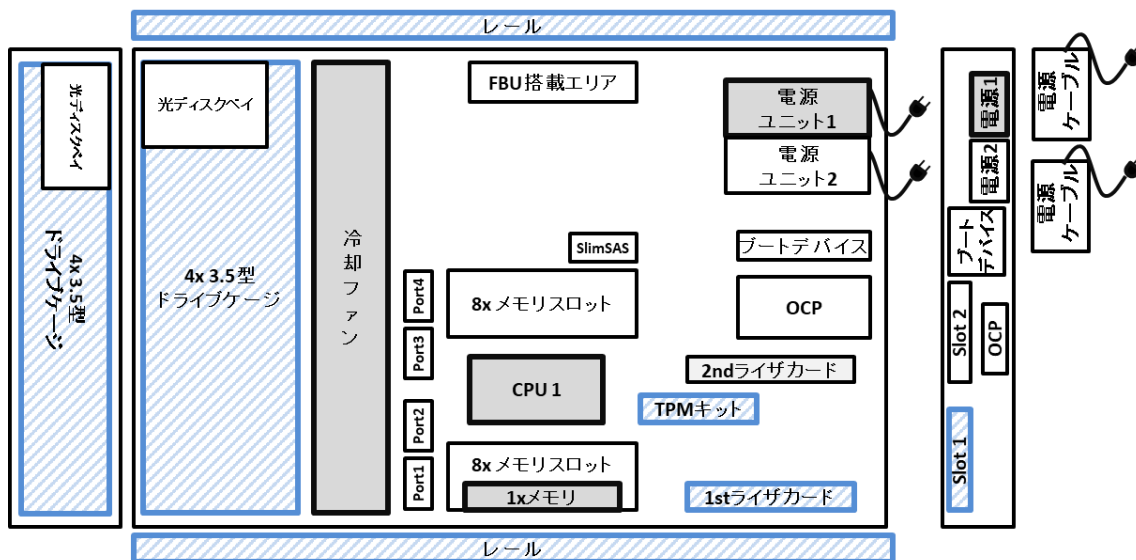 レール
光ディスクベイ
4x 3.5型
ドライブケージ
光ディスクベイ
4x 3.5型
ドライブケージ
冷却ファン
FBU搭載エリア
電源
ユニット1
電源
ユニット2
SlimSAS
ブートデバイス
Port4
Port3
Port2
Port1
8xメモリスロット
OCP
CPU 1
2ndライザカード
TPMキット
8xメモリスロット
1xメモリ
1stライザカード
レール
電源1
電源2
ブート
デバイス
Slot 2
OCP
Slot 1
電源
ケーブル
電源
ケーブル